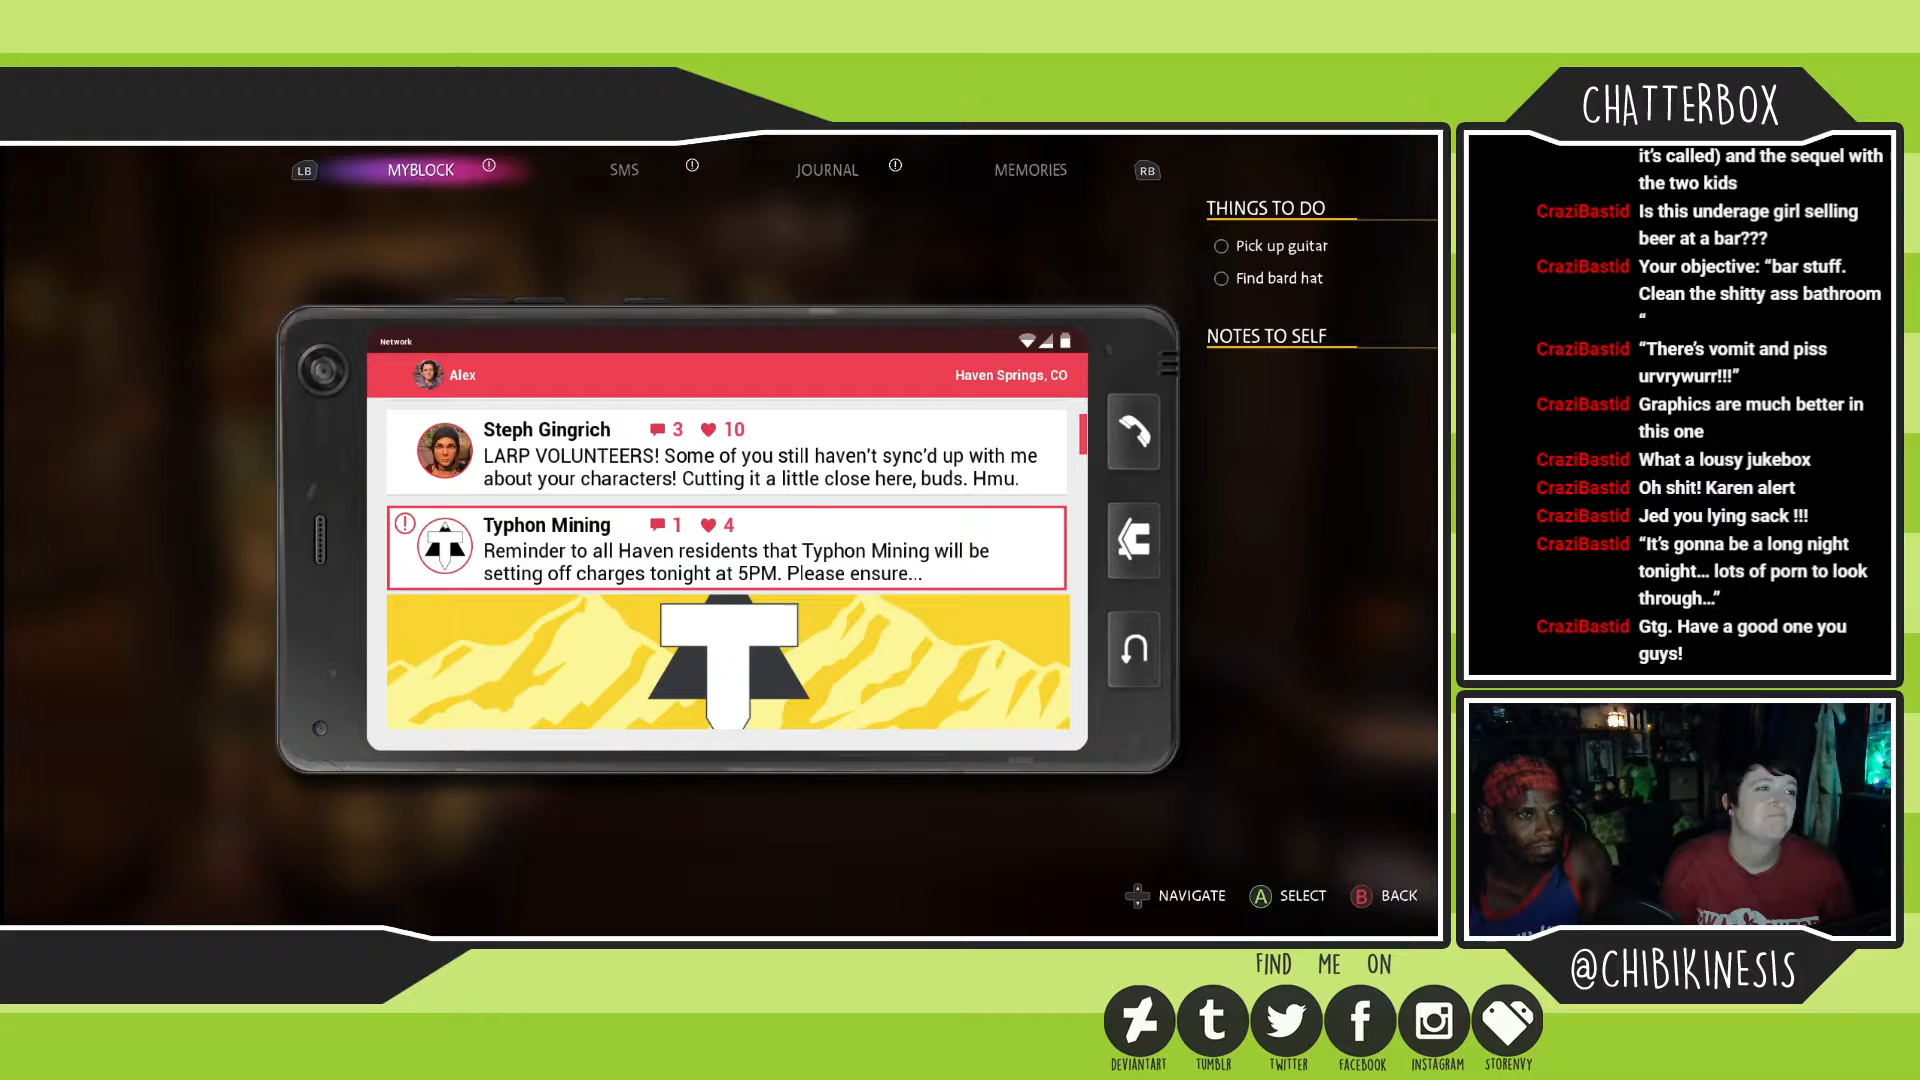 LB
MYBLOCK
SMS
JOURNAL
MEMORIES
RB
THINGS TO DO
Pick up guitar
Find bard hat
NOTES TO SELF
Network
Alex
Haven Springs, CO
Steph Gingrich 3 10
LARP VOLUNTEERS! Some of you still haven't sync'd up with me
about your characters! Cutting it a little close here, buds. Hmu.
Typhon Mining 1 4
Reminder to all Haven residents that Typhon Mining will be
setting off charges tonight at 5PM. Please ensure...
NAVIGATE A SELECT B BACK
CHATTERBOX
it's called) and the sequel with
the two kids
CraziBastid Is this underage girl selling
beer at a bar???
CraziBastid Your objective: “bar stuff.
Clean the shitty ass bathroom
“
CraziBastid “There's vomit and piss
urvrywurr!!!”
CraziBastid Graphics are much better in
this one
CraziBastid What a lousy jukebox
CraziBastid Oh shit! Karen alert
CraziBastid Jed you lying sack !!!
CraziBastid “It's gonna be a long night
tonight... lots of porn to look
through...”
CraziBastid Gtg. Have a good one you
guys!
@CHIBIKINESIS
FIND ME ON
DEVIANTART
TUMBLR
TWITTER
FACEBOOK
INSTAGRAM
STORENVY